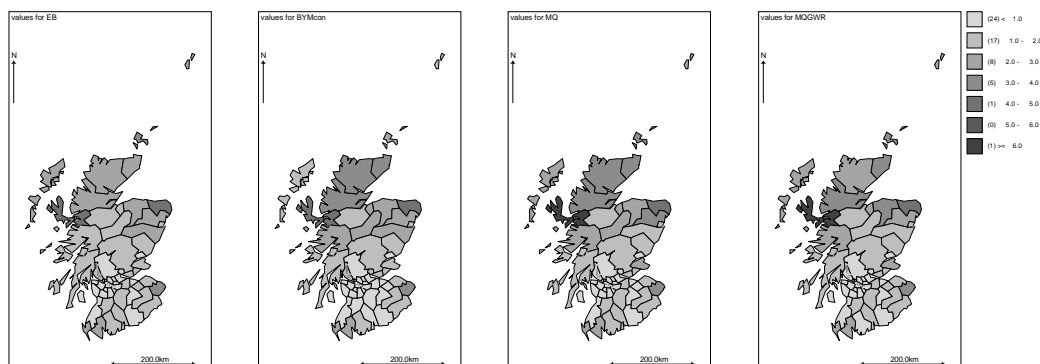 values for EB
N
200.0km
values for BYMcon
N
200.0km
values for MQ
N
200.0km
values for MQGWR
N
200.0km
(24) < 1.0
(17) 1.0 - 2.0
(8) 2.0 - 3.0
(5) 3.0 - 4.0
(1) 4.0 - 5.0
(0) 5.0 - 6.0
(1) >= 6.0